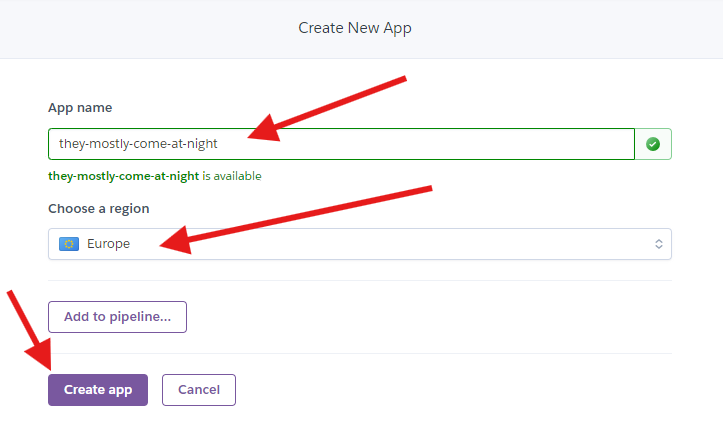 Create New App
App name
they-mostly-come-at-night
they-mostly-come-at-night is available
Choose a region
Europe
Add to pipeline...
Create app
Cancel